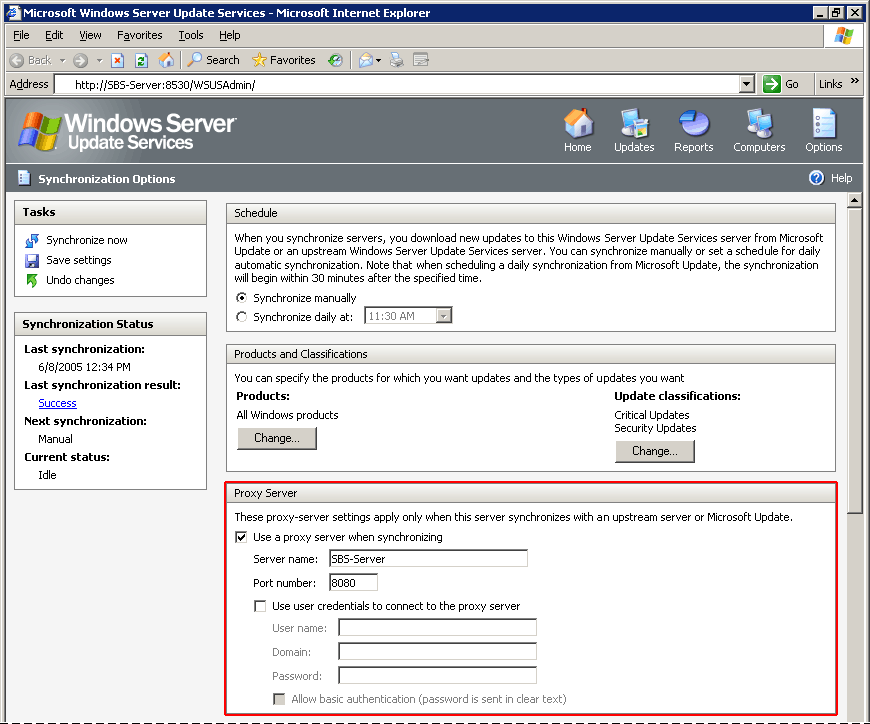 Microsoft Windows Server Update Services - Microsoft Internet Explorer
File Edit View Favorites Tools Help
Back Search Favorites
Address http://SBS-Server:8530/WSUSAdmin/ Go Links »
Windows Server
Update Services
Home Updates Reports Computers Options
Synchronization Options Help
Tasks
Synchronize now
Save settings
Undo changes
Synchronization Status
Last synchronization:
6/8/2005 12:34 PM
Last synchronization result:
Success
Next synchronization:
Manual
Current status:
Idle
Schedule
When you synchronize servers, you download new updates to this Windows Server Update Services server from Microsoft
Update or an upstream Windows Server Update Services server. You can synchronize manually or set a schedule for daily
automatic synchronization. Note that when scheduling a daily synchronization from Microsoft Update, the synchronization
will begin within 30 minutes after the specified time.
Synchronize manually
Synchronize daily at: 11:30 AM
Products and Classifications
You can specify the products for which you want updates and the types of updates you want
Products:
All Windows products
Change...
Update classifications:
Critical Updates
Security Updates
Change...
Proxy Server
These proxy-server settings apply only when this server synchronizes with an upstream server or Microsoft Update.
Use a proxy server when synchronizing
Server name: SBS-Server
Port number: 8080
Use user credentials to connect to the proxy server
User name:
Domain:
Password:
Allow basic authentication (password is sent in clear text)